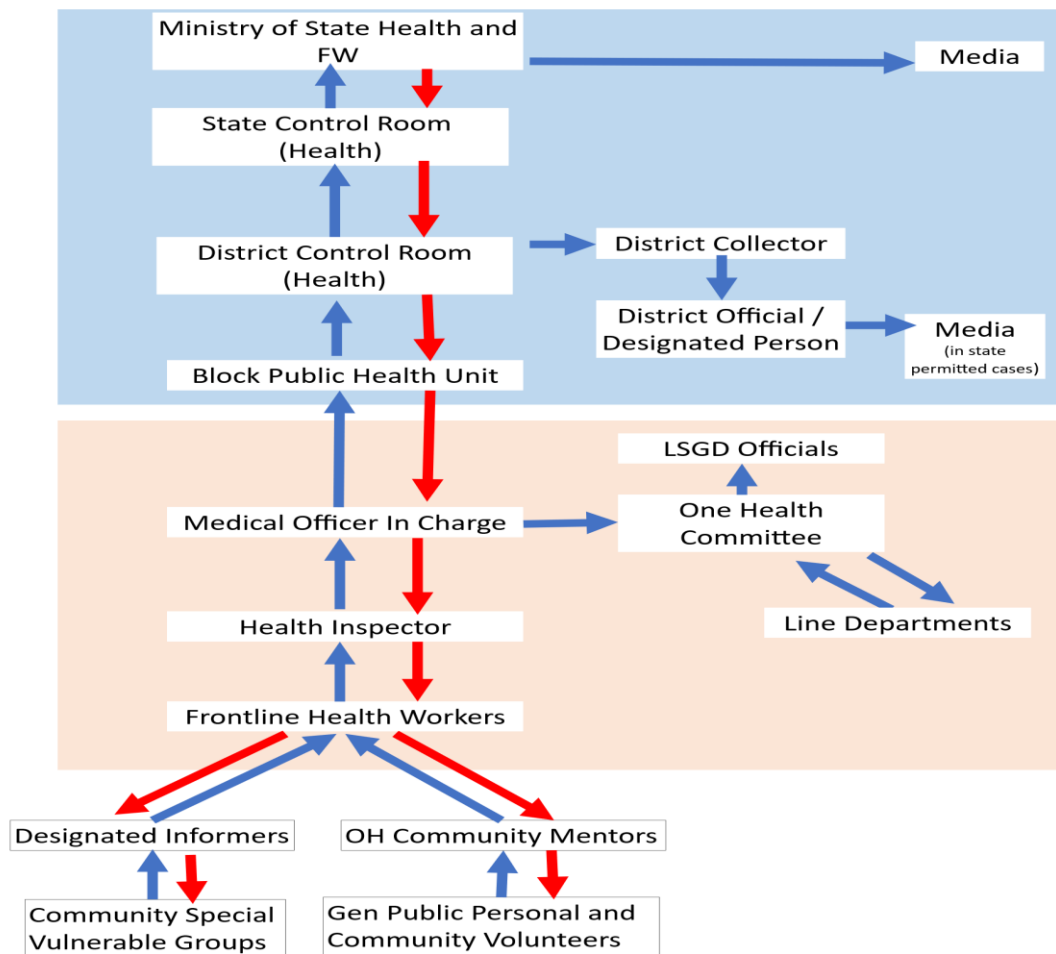 Ministry of State Health and
FW
Media
State Control Room
(Health)
District Control Room
(Health)
District Collector
District Official /
Designated Person
Media
(in state
permitted cases)
Block Public Health Unit
LSGD Officials
Medical Officer In Charge
One Health
Committee
Health Inspector
Line Departments
Frontline Health Workers
Designated Informers
OH Community Mentors
Community Special
Vulnerable Groups
Gen Public Personal and
Community Volunteers